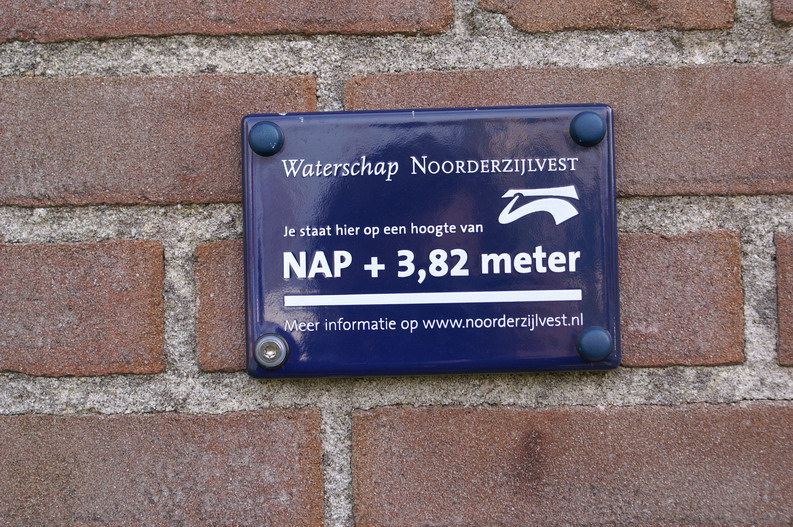 Waterschap NOORDERZIJLVEST
Je staat hier op een hoogte van
NAP + 3,82 meter
Meer informatie op www.noorderzijlvest.nl